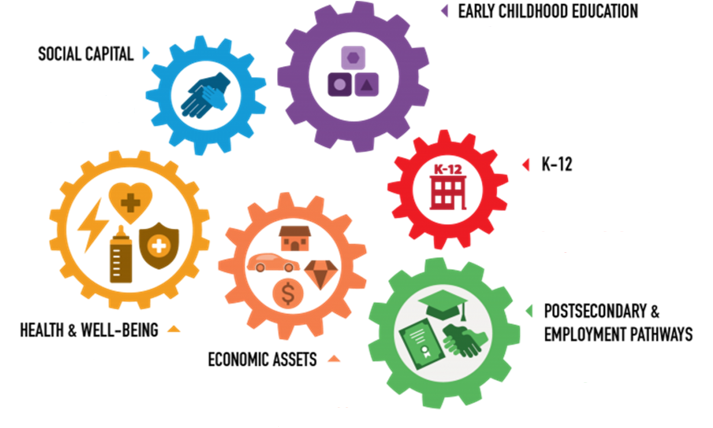 EARLY CHILDHOOD EDUCATION
SOCIAL CAPITAL
K-12
K-12
HEALTH & WELL-BEING
$
ECONOMIC ASSETS
POSTSECONDARY &
EMPLOYMENT PATHWAYS